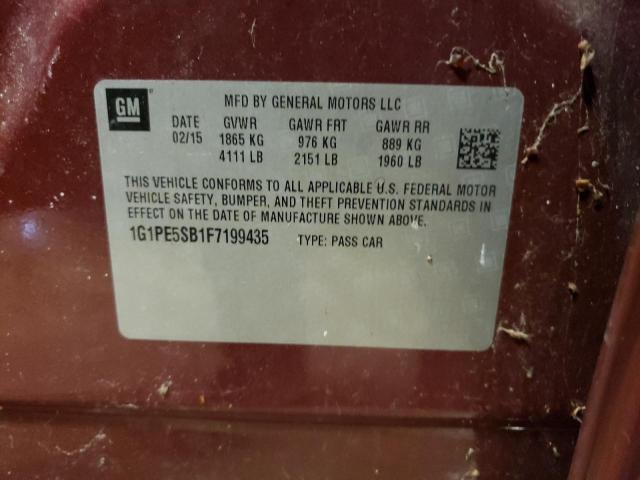 GM
MFD BY GENERAL MOTORS LLC
DATE GVWR GAWR FRT GAWR RR
02/15 1865 KG 976 KG 889 KG
4111 LB 2151 LB 1960 LB
THIS VEHICLE CONFORMS TO ALL APPLICABLE U.S. FEDERAL MOTOR
VEHICLE SAFETY, BUMPER, AND THEFT PREVENTION STANDARDS IN
EFFECT ON THE DATE OF MANUFACTURE SHOWN ABOVE.
1G1PE5SB1F7199435 TYPE: PASS CAR